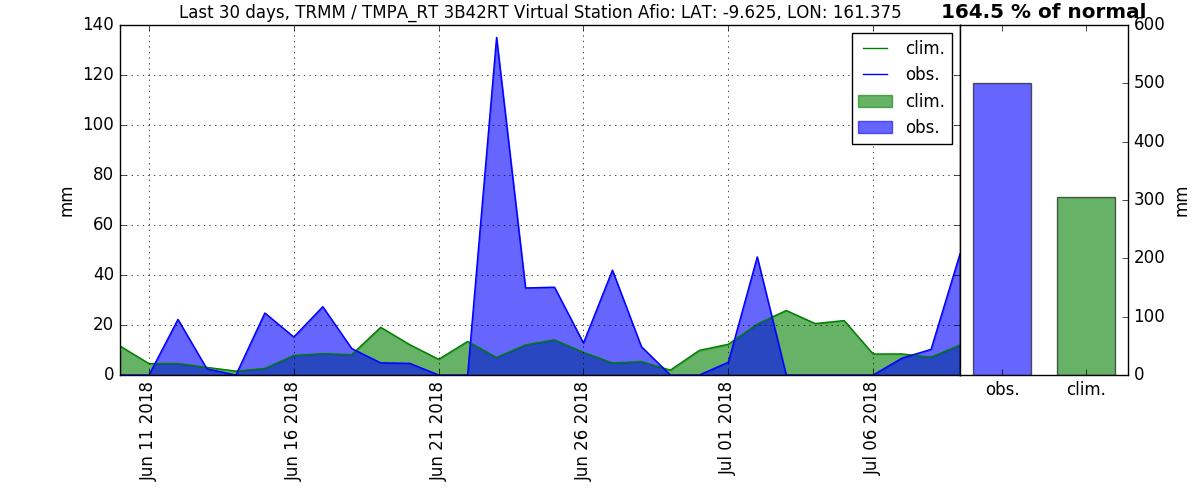 Last 30 days, TRMM / TMPA_RT 3B42RT Virtual Station Afio: LAT: -9.625, LON: 161.375
164.5 % of normal
140
120
100
80
60
40
20
0
mm
Jun 11 2018
Jun 16 2018
Jun 21 2018
Jun 26 2018
Jul 01 2018
Jul 06 2018
clim.
obs.
clim.
obs.
600
500
400
300
200
100
0
mm
obs.
clim.